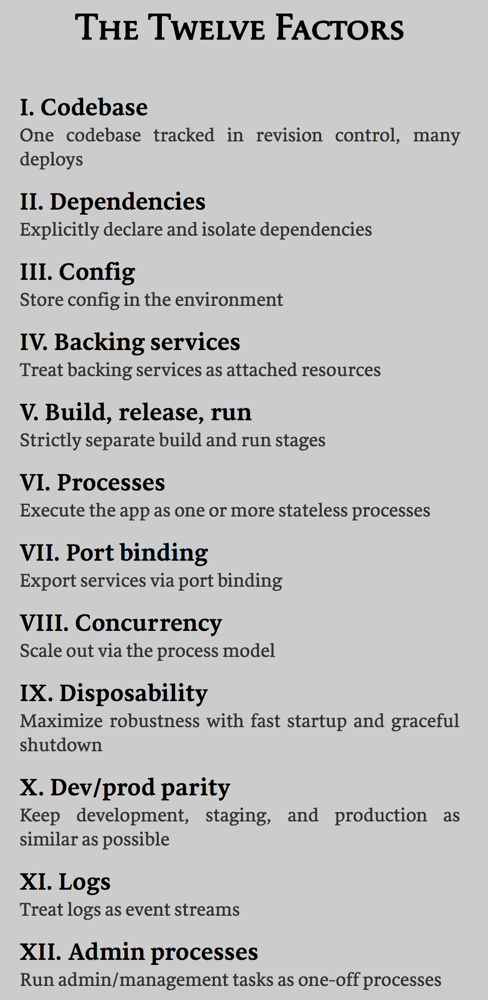 The Twelve Factors
I. Codebase
One codebase tracked in revision control, many
deploys
II. Dependencies
Explicitly declare and isolate dependencies
III. Config
Store config in the environment
IV. Backing services
Treat backing services as attached resources
V. Build, release, run
Strictly separate build and run stages
VI. Processes
Execute the app as one or more stateless processes
VII. Port binding
Export services via port binding
VIII. Concurrency
Scale out via the process model
IX. Disposability
Maximize robustness with fast startup and graceful
shutdown
X. Dev/prod parity
Keep development, staging, and production as
similar as possible
XI. Logs
Treat logs as event streams
XII. Admin processes
Run admin/management tasks as one-off processes